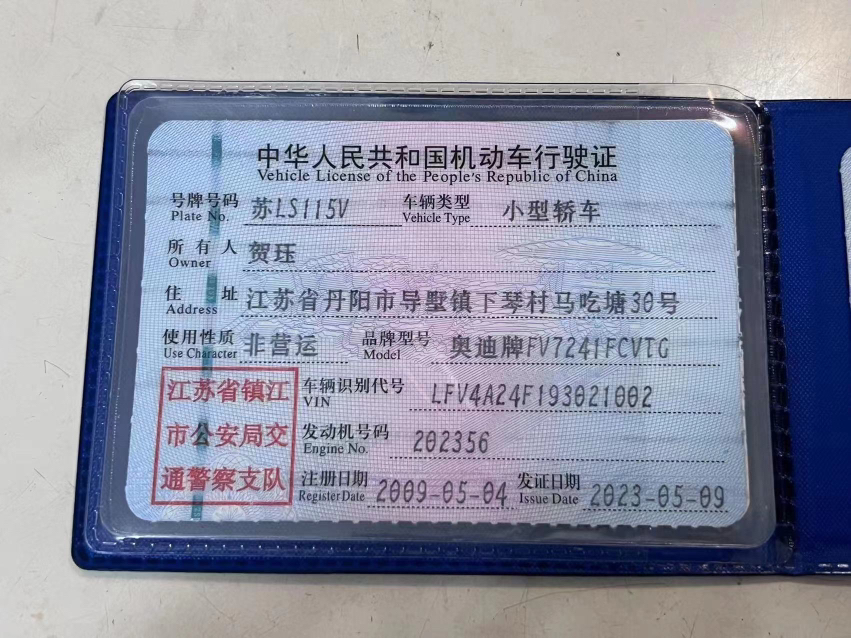 中华人民共和国机动车行驶证
Vehicle License of the People's Republic of China
号牌号码 苏LS115V 车辆类型 小型轿车
Plate No. Vehicle Type
所有人 贺珏
Owner
住址 江苏省丹阳市导墅镇下琴村马吃塘30号
Address
使用性质 非营运 品牌型号 奥迪牌FV7241FCVTG
Use Character Model
江苏省镇江 车辆识别代号 LFV4A24F193021002
VIN
市公安局交 发动机号码 202356
Engine No.
通警察支队 注册日期 2009-05-04 发证日期 2023-05-09
Register Date Issue Date